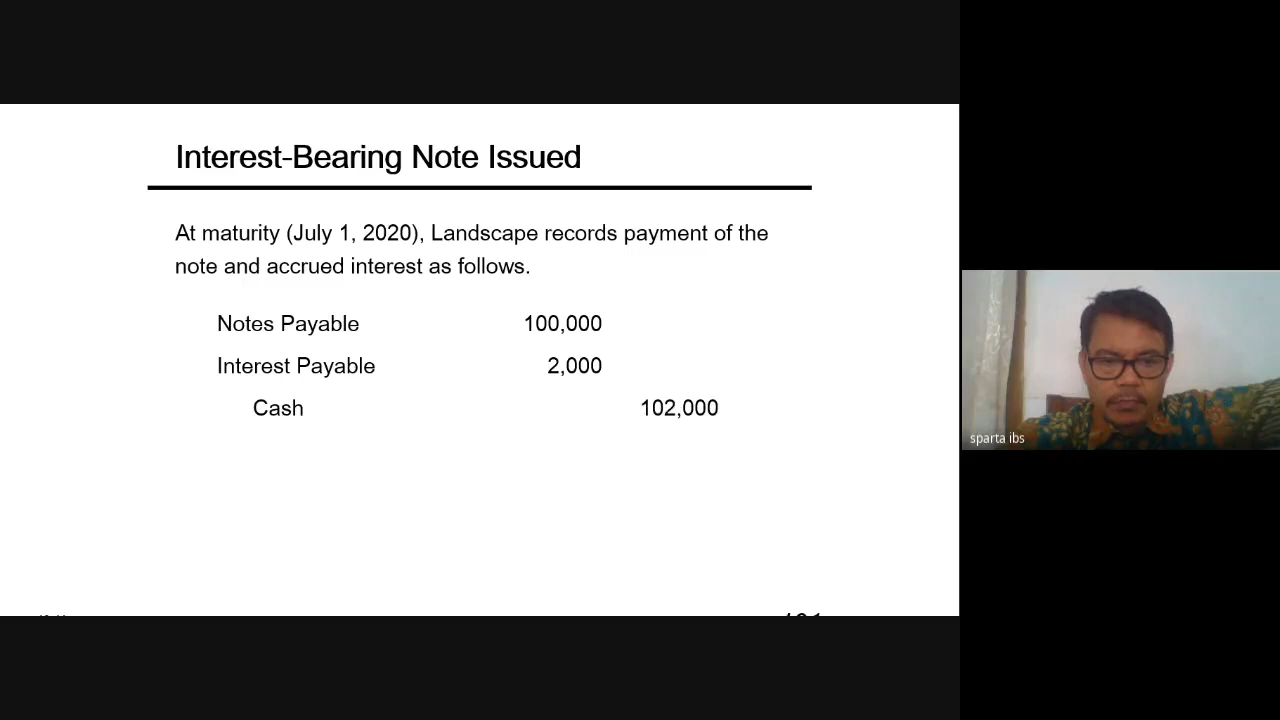 Interest-Bearing Note Issued
At maturity (July 1, 2020), Landscape records payment of the
note and accrued interest as follows.
Notes Payable 100,000
Interest Payable 2,000
Cash 102,000
sparta ibs